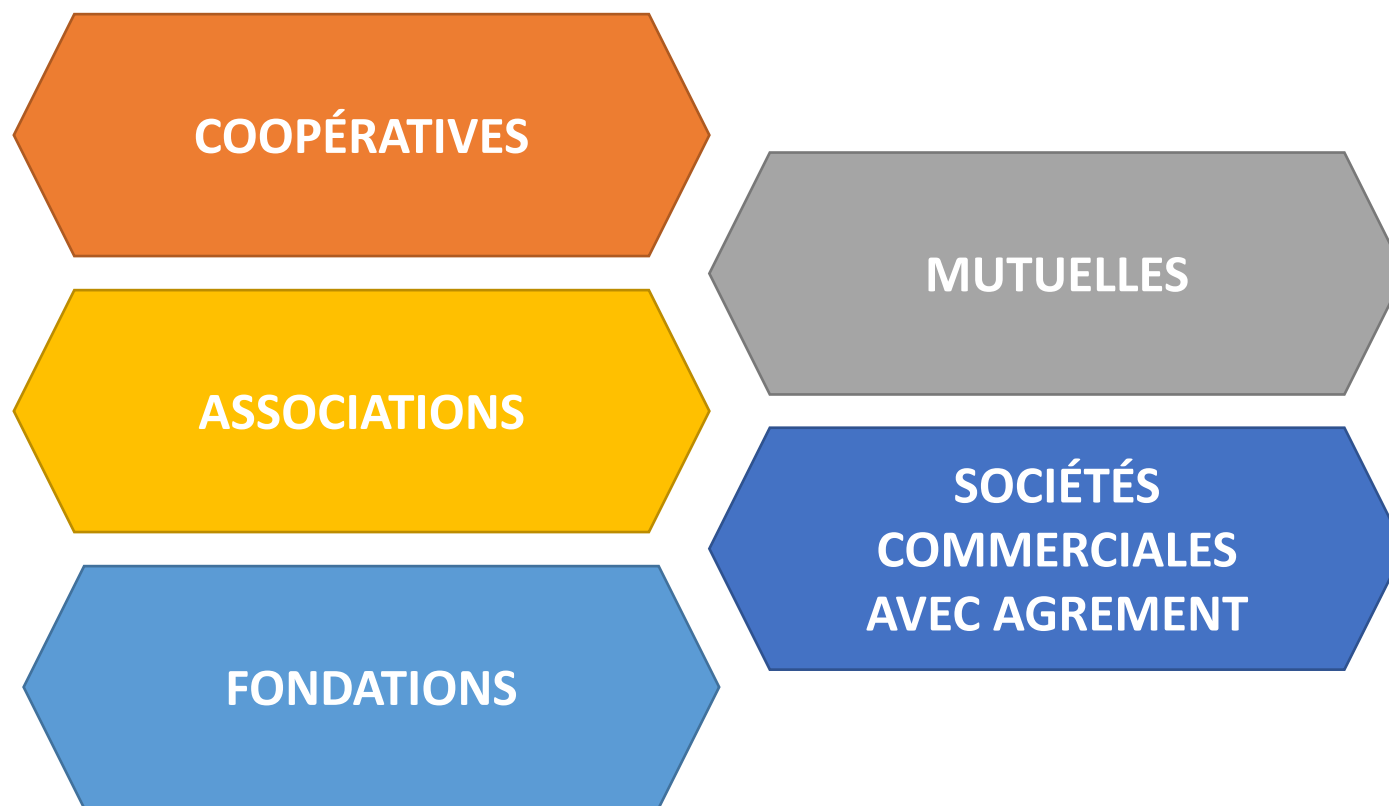 COOPÉRATIVES
MUTUELLES
ASSOCIATIONS
SOCIÉTÉS
COMMERCIALES
AVEC AGREMENT
FONDATIONS